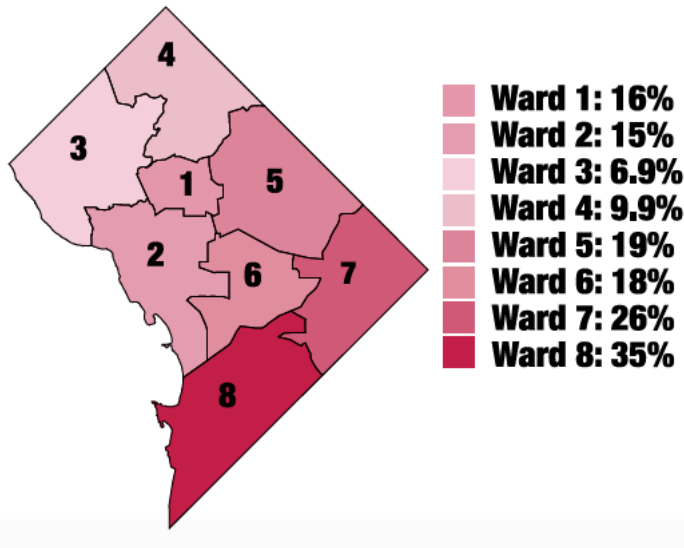 4
3
1
5
2
6
7
8
Ward 1: 16%
Ward 2: 15%
Ward 3: 6.9%
Ward 4: 9.9%
Ward 5: 19%
Ward 6: 18%
Ward 7: 26%
Ward 8: 35%